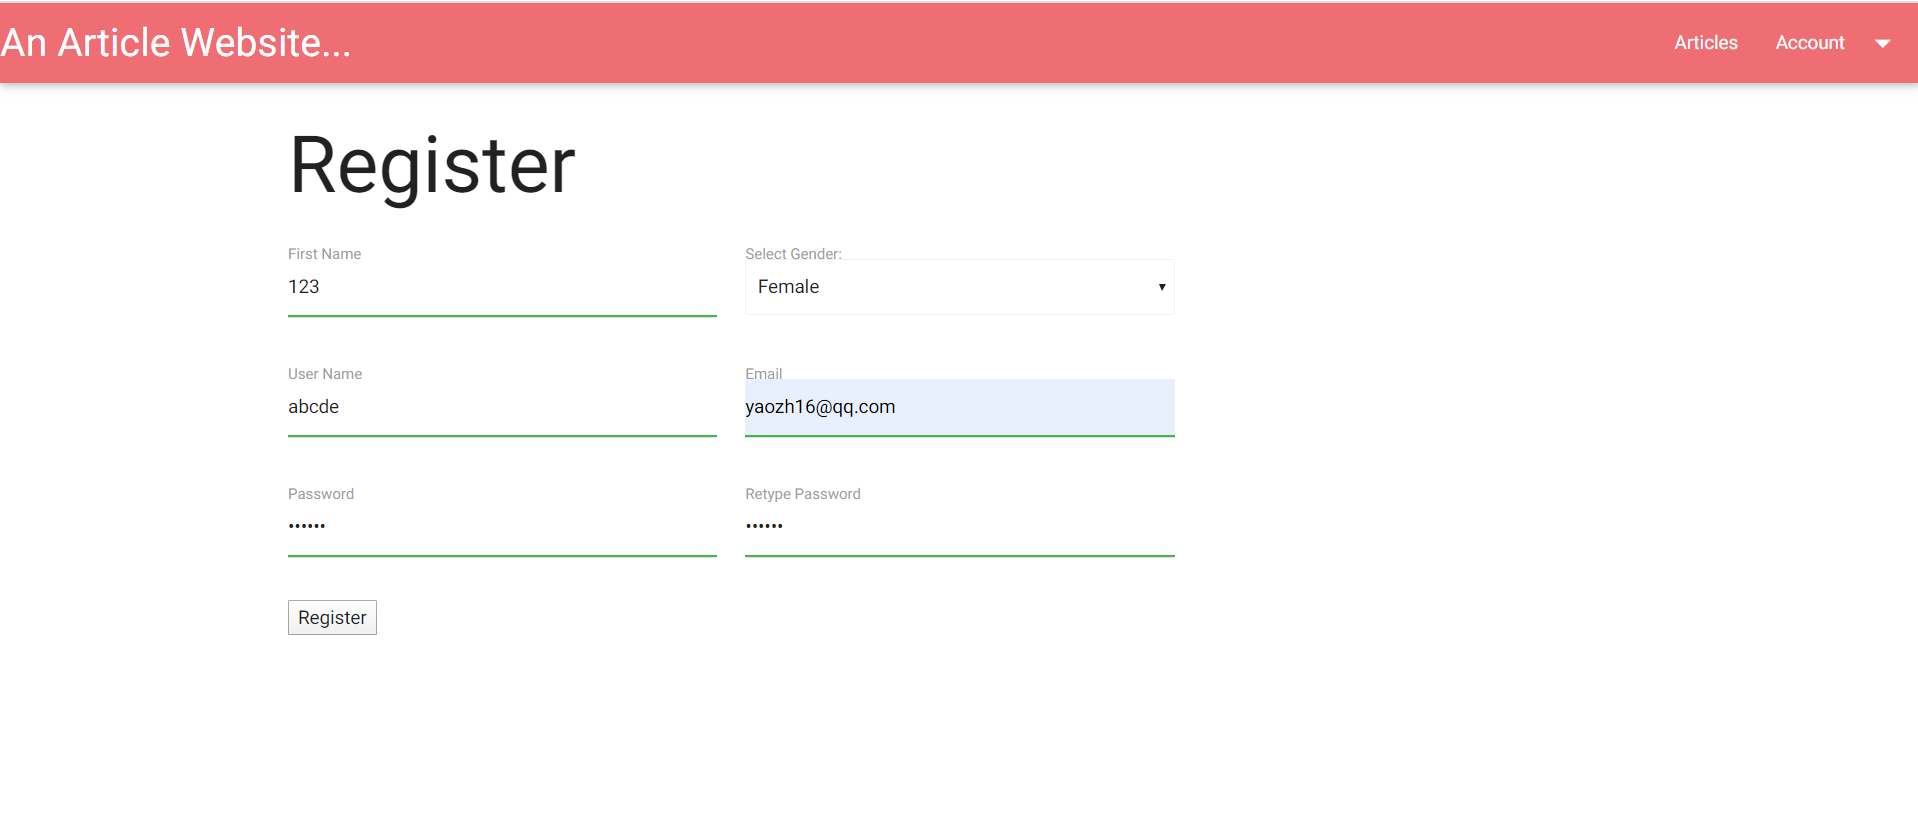 An Article Website...
Articles
Account
Register
First Name
Select Gender:
123
Female
User Name
Email
abcde
yaozh16@qq.com
Password
Retype Password
••••••
••••••
Register